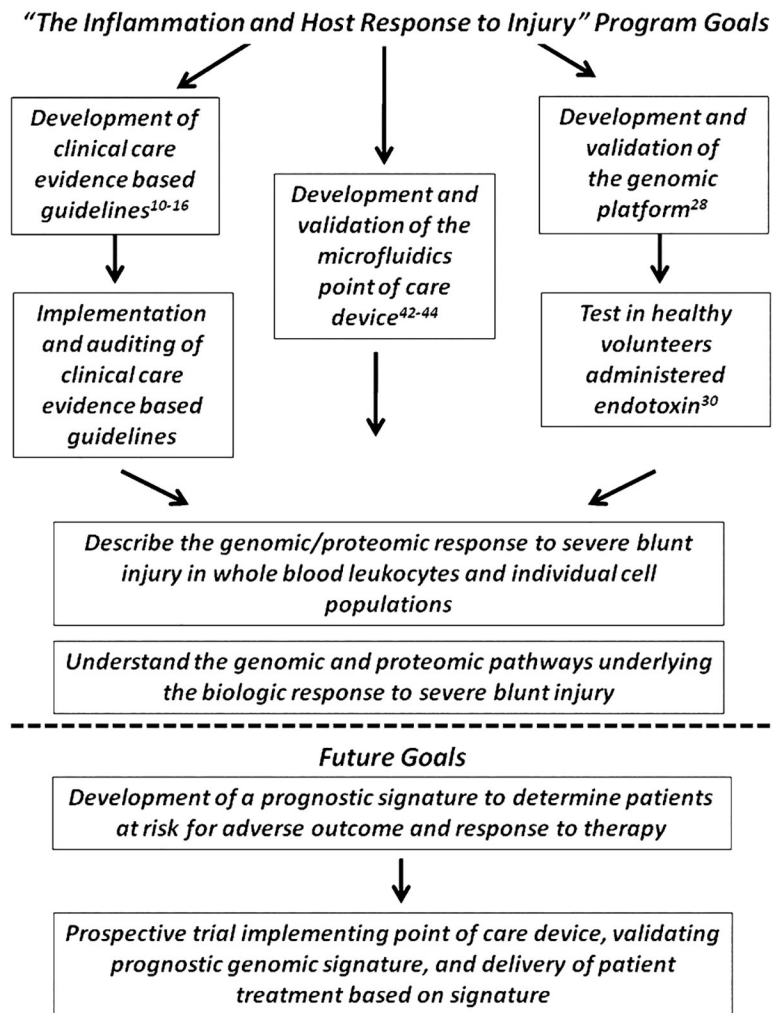 “The Inflammation and Host Response to Injury” Program Goals
Development of
clinical care
evidence based
guidelines10-16
Development and
validation of the
microfluidics
point of care
device42-44
Development and
validation of
the genomic
platform28
Implementation
and auditing of
clinical care
evidence based
guidelines
Test in healthy
volunteers
administered
endotoxin30
Describe the genomic/proteomic response to severe blunt
injury in whole blood leukocytes and individual cell
populations
Understand the genomic and proteomic pathways underlying
the biologic response to severe blunt injury
Future Goals
Development of a prognostic signature to determine patients
at risk for adverse outcome and response to therapy
Prospective trial implementing point of care device, validating
prognostic genomic signature, and delivery of patient
treatment based on signature